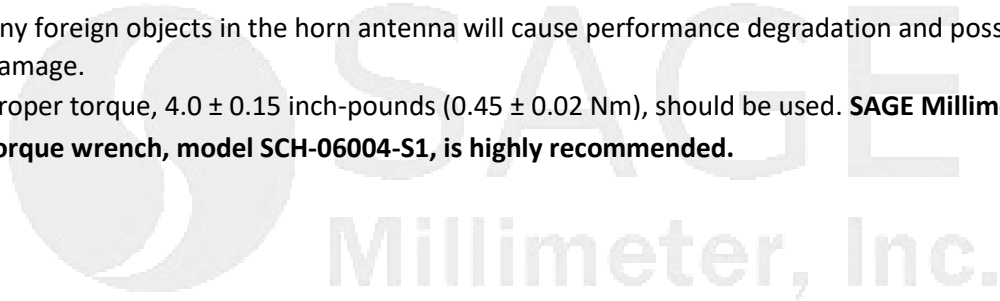 ny foreign objects in the horn antenna will cause performance degradation and poss
amage.
roper torque, 4.0 ± 0.15 inch-pounds (0.45 ± 0.02 Nm), should be used. SAGE Millim
orque wrench, model SCH-06004-S1, is highly recommended.
SAGE
Millimeter, Inc.